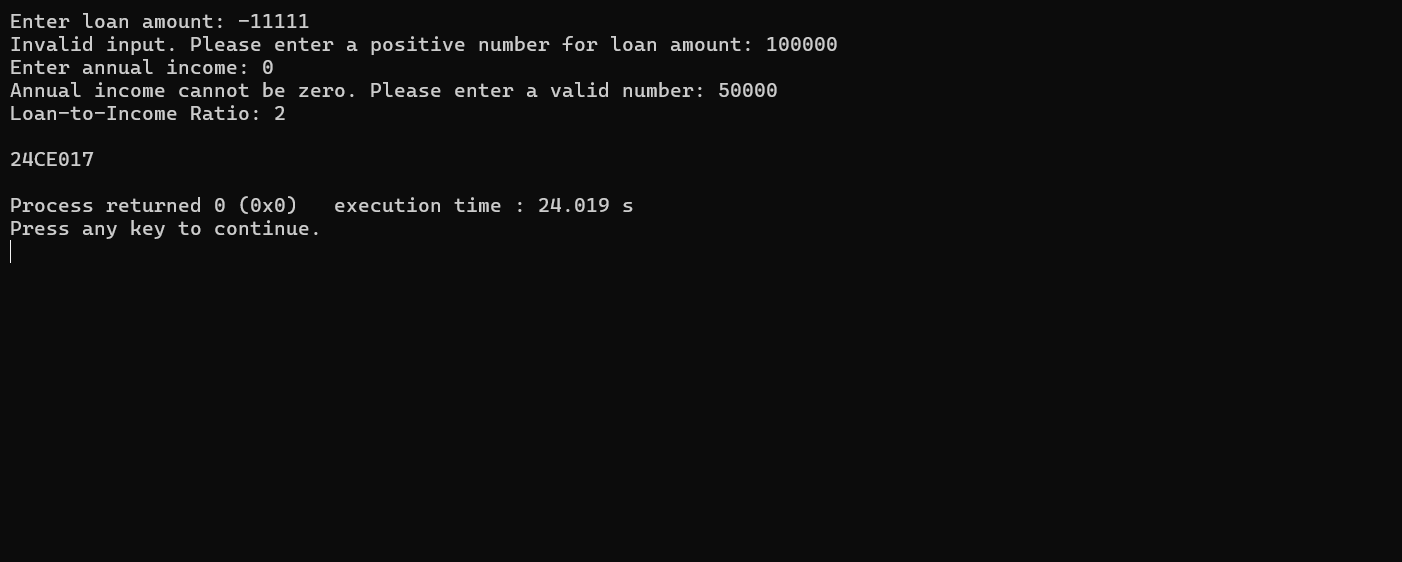 Enter loan amount: -11111
Invalid input. Please enter a positive number for loan amount: 100000
Enter annual income: 0
Annual income cannot be zero. Please enter a valid number: 50000
Loan-to-Income Ratio: 2
24CE017
Process returned 0 (0x0)   execution time : 24.019 s
Press any key to continue.